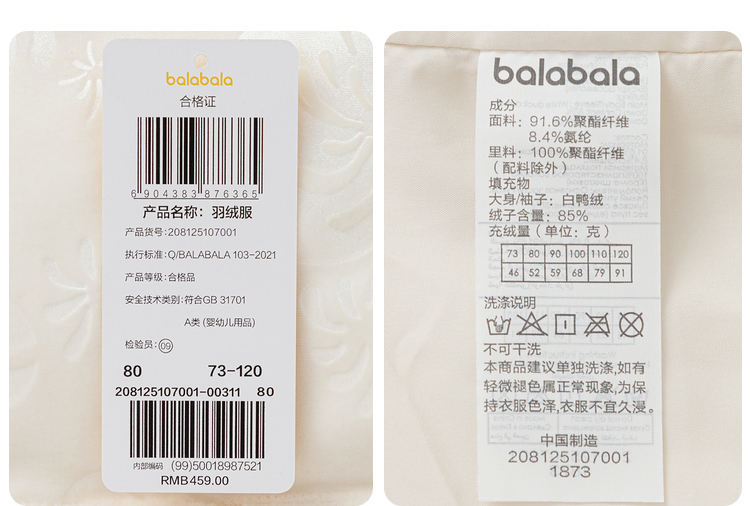 balabala
合格证
6 904383 876365
产品名称：羽绒服
产品货号:208125107001
执行标准:Q/BALABALA 103-2021
产品等级:合格品
安全技术类别:符合GB 31701
A类 (婴幼儿用品)
检验员:09
80 73-120
208125107001-00311 80
内部编码 (99)50018987521
RMB459.00
balabala
成分
面料：91.6%聚酯纤维
8.4%氨纶
里料：100%聚酯纤维
（配料除外）
填充物
大身/袖子：白鸭绒
绒子含量：85%
充绒量（单位：克）
73 80 90 100 110 120
46 52 59 68 79 91
洗涤说明
不可干洗
本商品建议单独洗涤,如有
轻微褪色属正常现象,为保
持衣服色泽,衣服不宜久浸。
中国制造
208125107001
1873